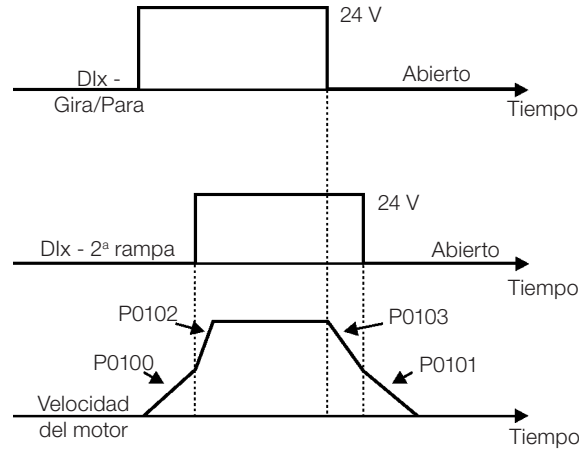 24 V
DIx -
Gira/Para
Abierto
Tiempo
24 V
DIx - 2ª rampa
Abierto
Tiempo
P0102
P0103
P0100
P0101
Velocidad
del motor
Tiempo